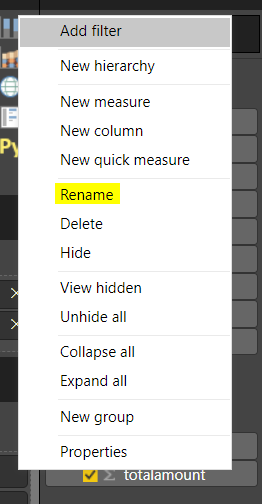 Add filter
New hierarchy
New measure
New column
New quick measure
Py
Rename
Delete
Hide
View hidden
Unhide all
Collapse all
Expand all
New group
Properties
Σ totalamount